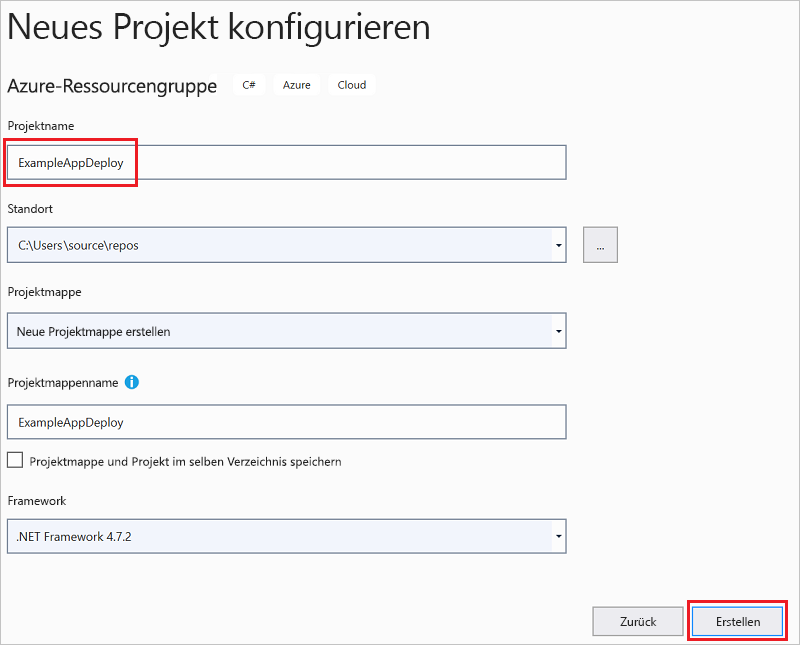 Neues Projekt konfigurieren
Azure-Ressourcengruppe C# Azure Cloud
Projektname
ExampleAppDeploy
Standort
C:\Users\source\repos ...
Projektmappe
Neue Projektmappe erstellen
Projektmappenname i
ExampleAppDeploy
Projektmappe und Projekt im selben Verzeichnis speichern
Framework
.NET Framework 4.7.2
Zurück Erstellen